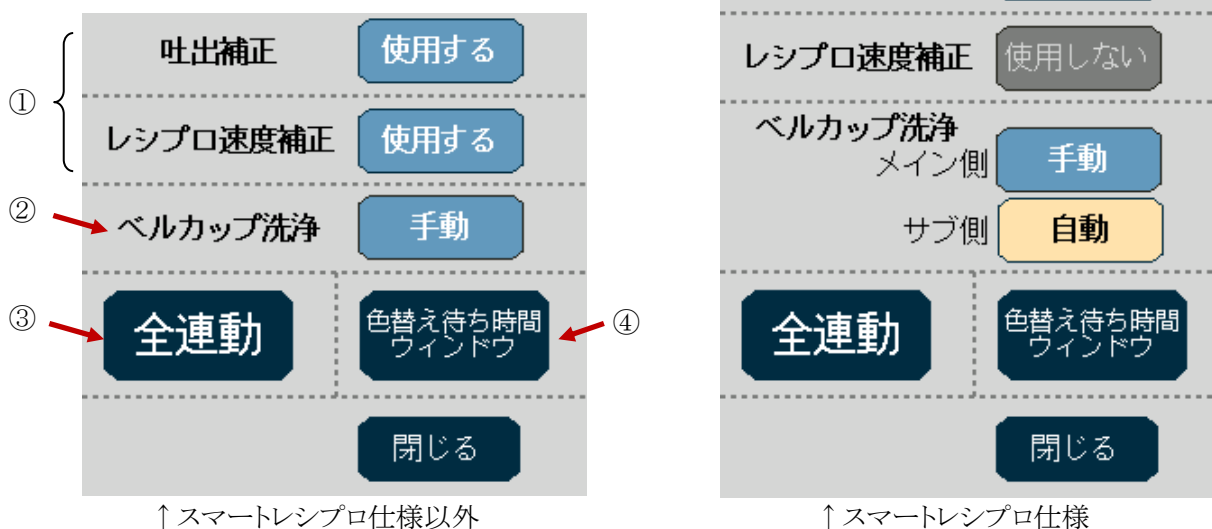 ①
吐出補正
使用する
レシプロ速度補正
使用する
②
ベルカップ洗浄
手動
③
全連動
色替え待ち時間
ウィンドウ
④
閉じる
↑スマートレシプロ仕様以外
レシプロ速度補正
使用しない
ベルカップ洗浄
メイン側
手動
サブ側
自動
全連動
色替え待ち時間
ウィンドウ
閉じる
↑スマートレシプロ仕様